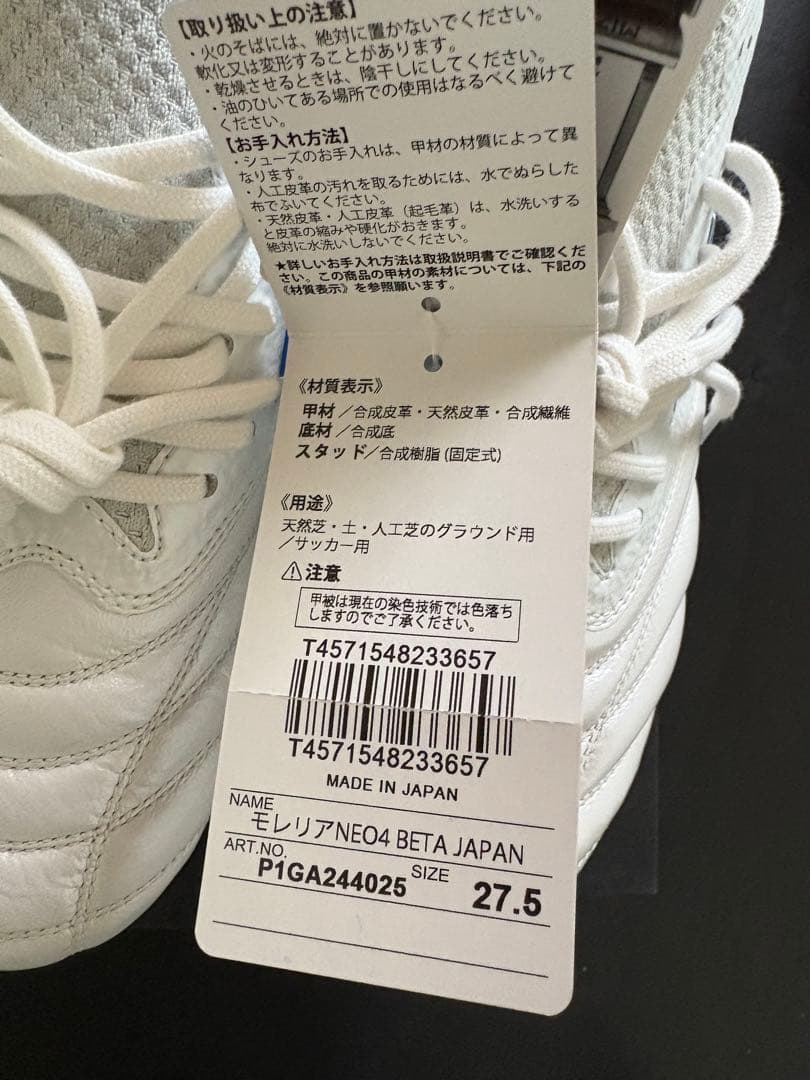 【取り扱い上の注意】
・火のそばには、絶対に置かないでください。
軟化又は変形することがあります。
・乾燥させるときは、陰干しにしてください。
・油のひいてある場所での使用はなるべく避けて
ください。
【お手入れ方法】
・シューズのお手入れは、甲材の材質によって異
なります。
・人工皮革の汚れを取るためには、水でぬらした
布でふいてください。
・天然皮革・人工皮革（起毛革）は、水洗いする
と皮革の縮みや硬化がおきます。
絶対に水洗いしないでください。
★詳しいお手入れ方法は取扱説明書でご確認くだ
さい。この商品の甲材の素材については、下記の
《材質表示》を参照願います。
《材質表示》
甲材／合成皮革・天然皮革・合成繊維
底材／合成底
スタッド／合成樹脂(固定式)
《用途》
天然芝・土・人工芝のグラウンド用
／サッカー用
⚠注意
甲被は現在の染色技術では色落ち
しますのでご了承ください。
T4571548233657
T4571548233657
MADE IN JAPAN
NAME
モレリアNEO4 BETA JAPAN
ART.NO.
P1GA244025
SIZE
27.5